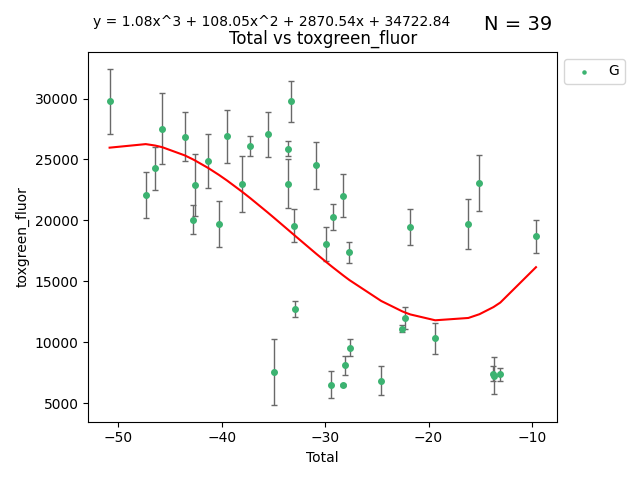 y = 1.08x^3 + 108.05x^2 + 2870.54x + 34722.84
N = 39
Total vs toxgreen_fluor
G
30000
25000
20000
15000
10000
5000
toxgreen_fluor
−50 −40 −30 −20 −10
Total